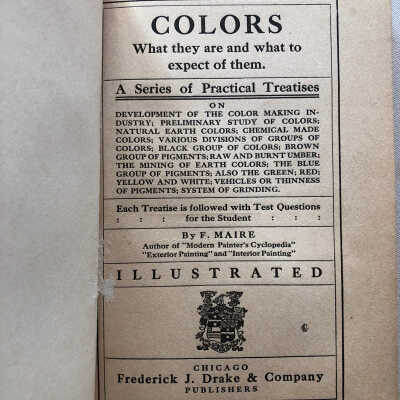 COLORS
What they are and what to
expect of them.
A Series of Practical Treatises
ON
DEVELOPMENT OF THE COLOR MAKING IN-
DUSTRY; PRELIMINARY STUDY OF COLORS;
NATURAL EARTH COLORS; CHEMICAL MADE
COLORS; VARIOUS DIVISIONS OF GROUPS OF
COLORS; BLACK GROUP OF COLORS; BROWN
GROUP OF PIGMENTS; RAW AND BURNT UMBER;
THE MINING OF EARTH COLORS; THE BLUE
GROUP OF PIGMENTS; ALSO THE GREEN; RED;
YELLOW AND WHITE; VEHICLES OR THINNESS
OF PIGMENTS; SYSTEM OF GRINDING.
Each Treatise is followed with Test Questions
: : : for the Student : : :
By F. MAIRE
Author of "Modern Painter's Cyclopedia"
"Exterior Painting" and "Interior Painting"
ILLUSTRATED
CHICAGO
Frederick J. Drake & Company
PUBLISHERS